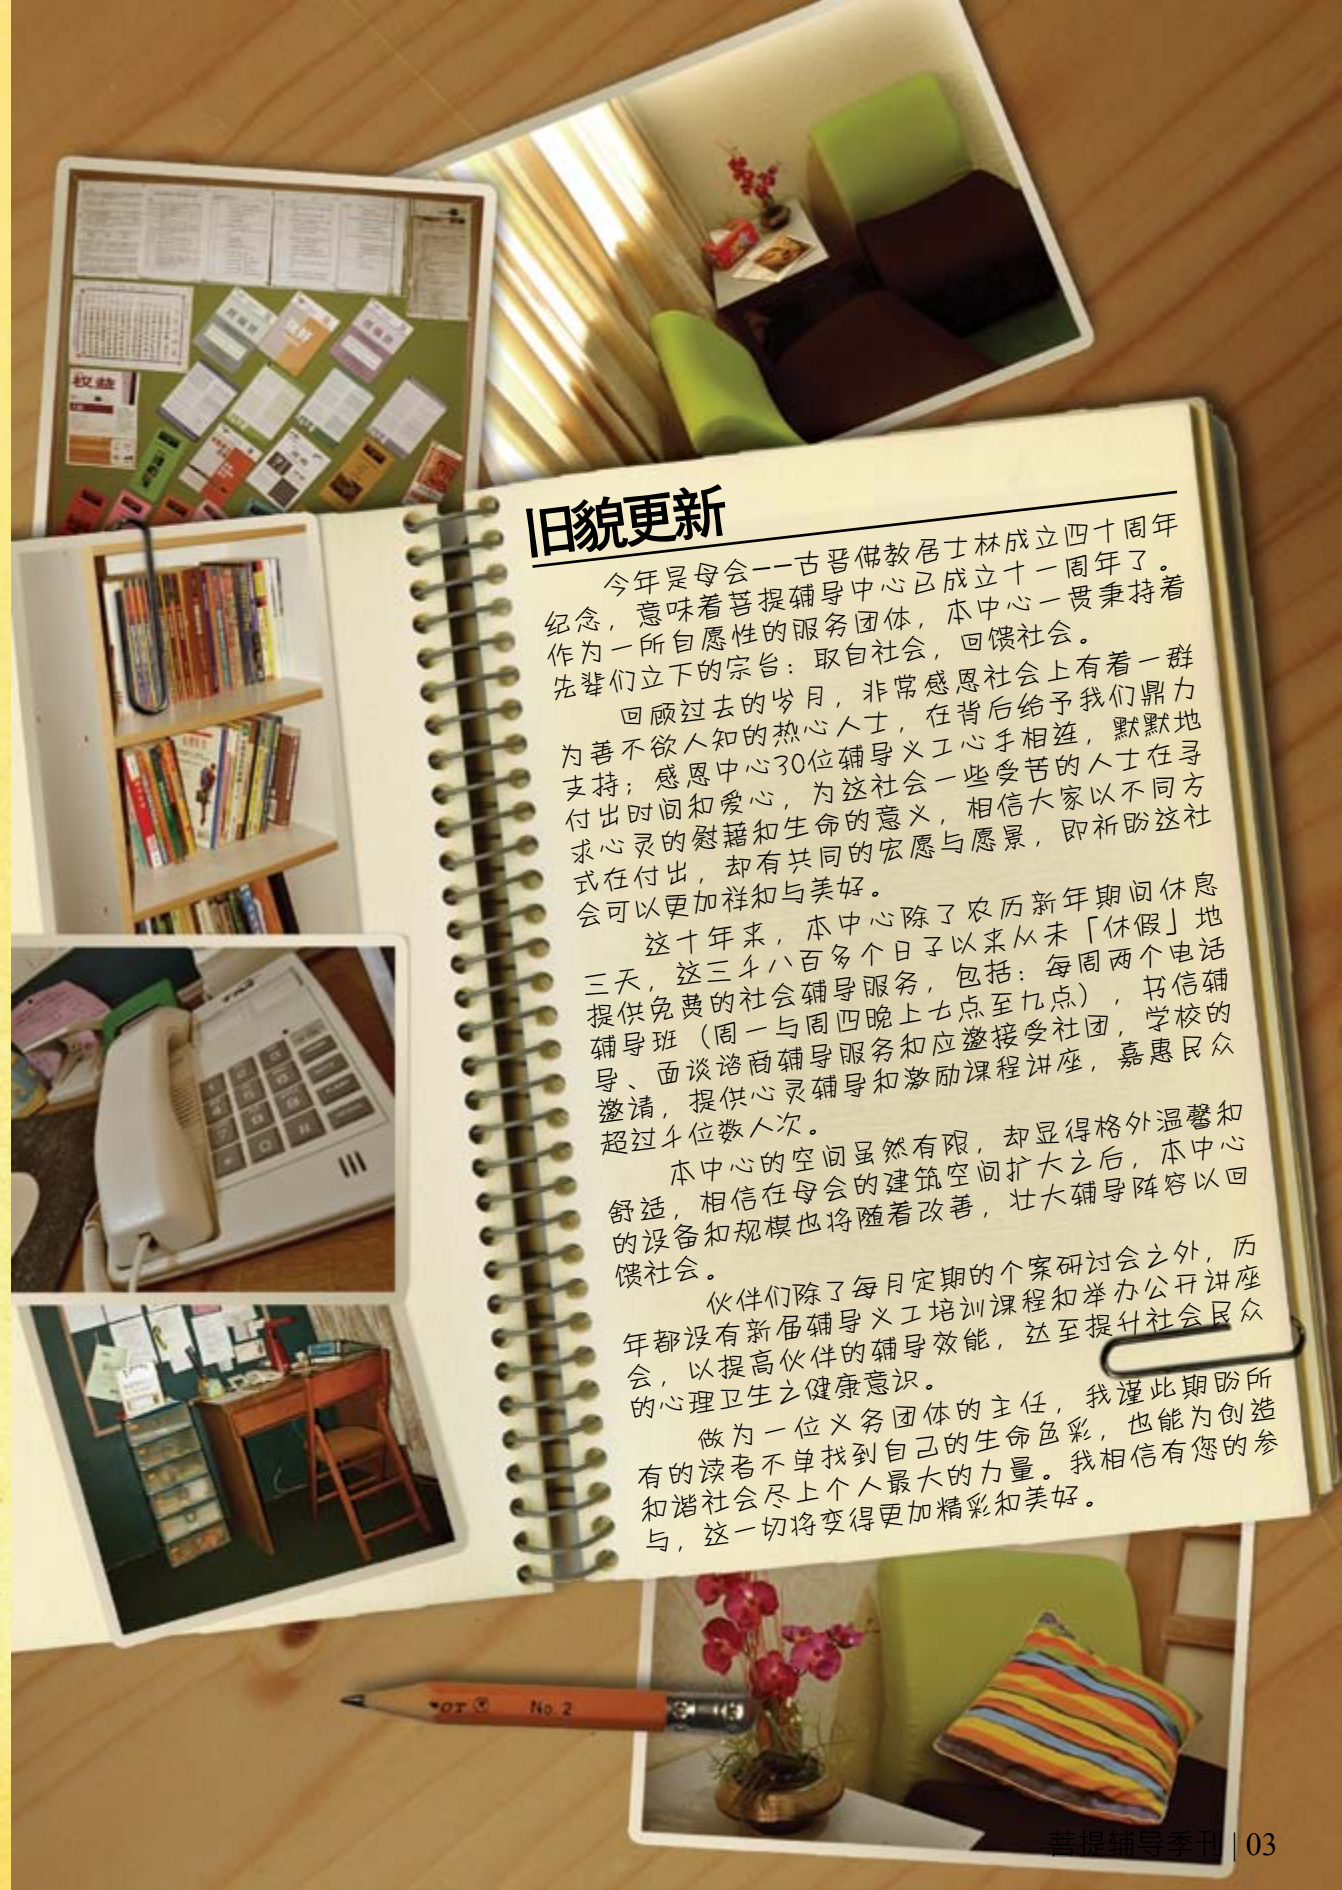 权益
旧貌更新
今年是母会——古晋佛教居士林成立四十周年
纪念，意味着菩提辅导中心已成立十一周年了。
作为一所自愿性的服务团体，本中心一贯秉持着
先辈们立下的宗旨：取自社会，回馈社会。
回顾过去的岁月，非常感恩社会上有着一群
为善不欲人知的热心人士，在背后给予我们鼎力
支持；感恩中心30位辅导义工心手相连，默默地
付出时间和爱心，为这社会一些受苦的人士在寻
求心灵的慰藉和生命的意义，相信大家以不同方
式在付出，却有共同的宏愿与愿景，即祈盼这社
会可以更加祥和与美好。
这十年来，本中心除了农历新年期间休息
三天，这三千八百多个日子以来从未「休假」地
提供免费的社会辅导服务，包括：每周两个电话
辅导班（周一与周四晚上七点至九点），书信辅
导、面谈谘商辅导服务和应邀接受社团，学校的
邀请，提供心灵辅导和激励课程讲座，嘉惠民众
超过千位数人次。
本中心的空间虽然有限，却显得格外温馨和
舒适，相信在母会的建筑空间扩大之后，本中心
的设备和规模也将随着改善，壮大辅导阵容以回
馈社会。
伙伴们除了每月定期的个案研讨会之外，历
年都设有新届辅导义工培训课程和举办公开讲座
会，以提高伙伴的辅导效能，达至提升社会民众
的心理卫生之健康意识。
做为一位义务团体的主任，我谨此期盼所
有的读者不单找到自己的生命色彩，也能为创造
和谐社会尽上个人最大的力量。我相信有您的参
与，这一切将变得更加精彩和美好。
No. 2
菩提辅导季刊 | 03